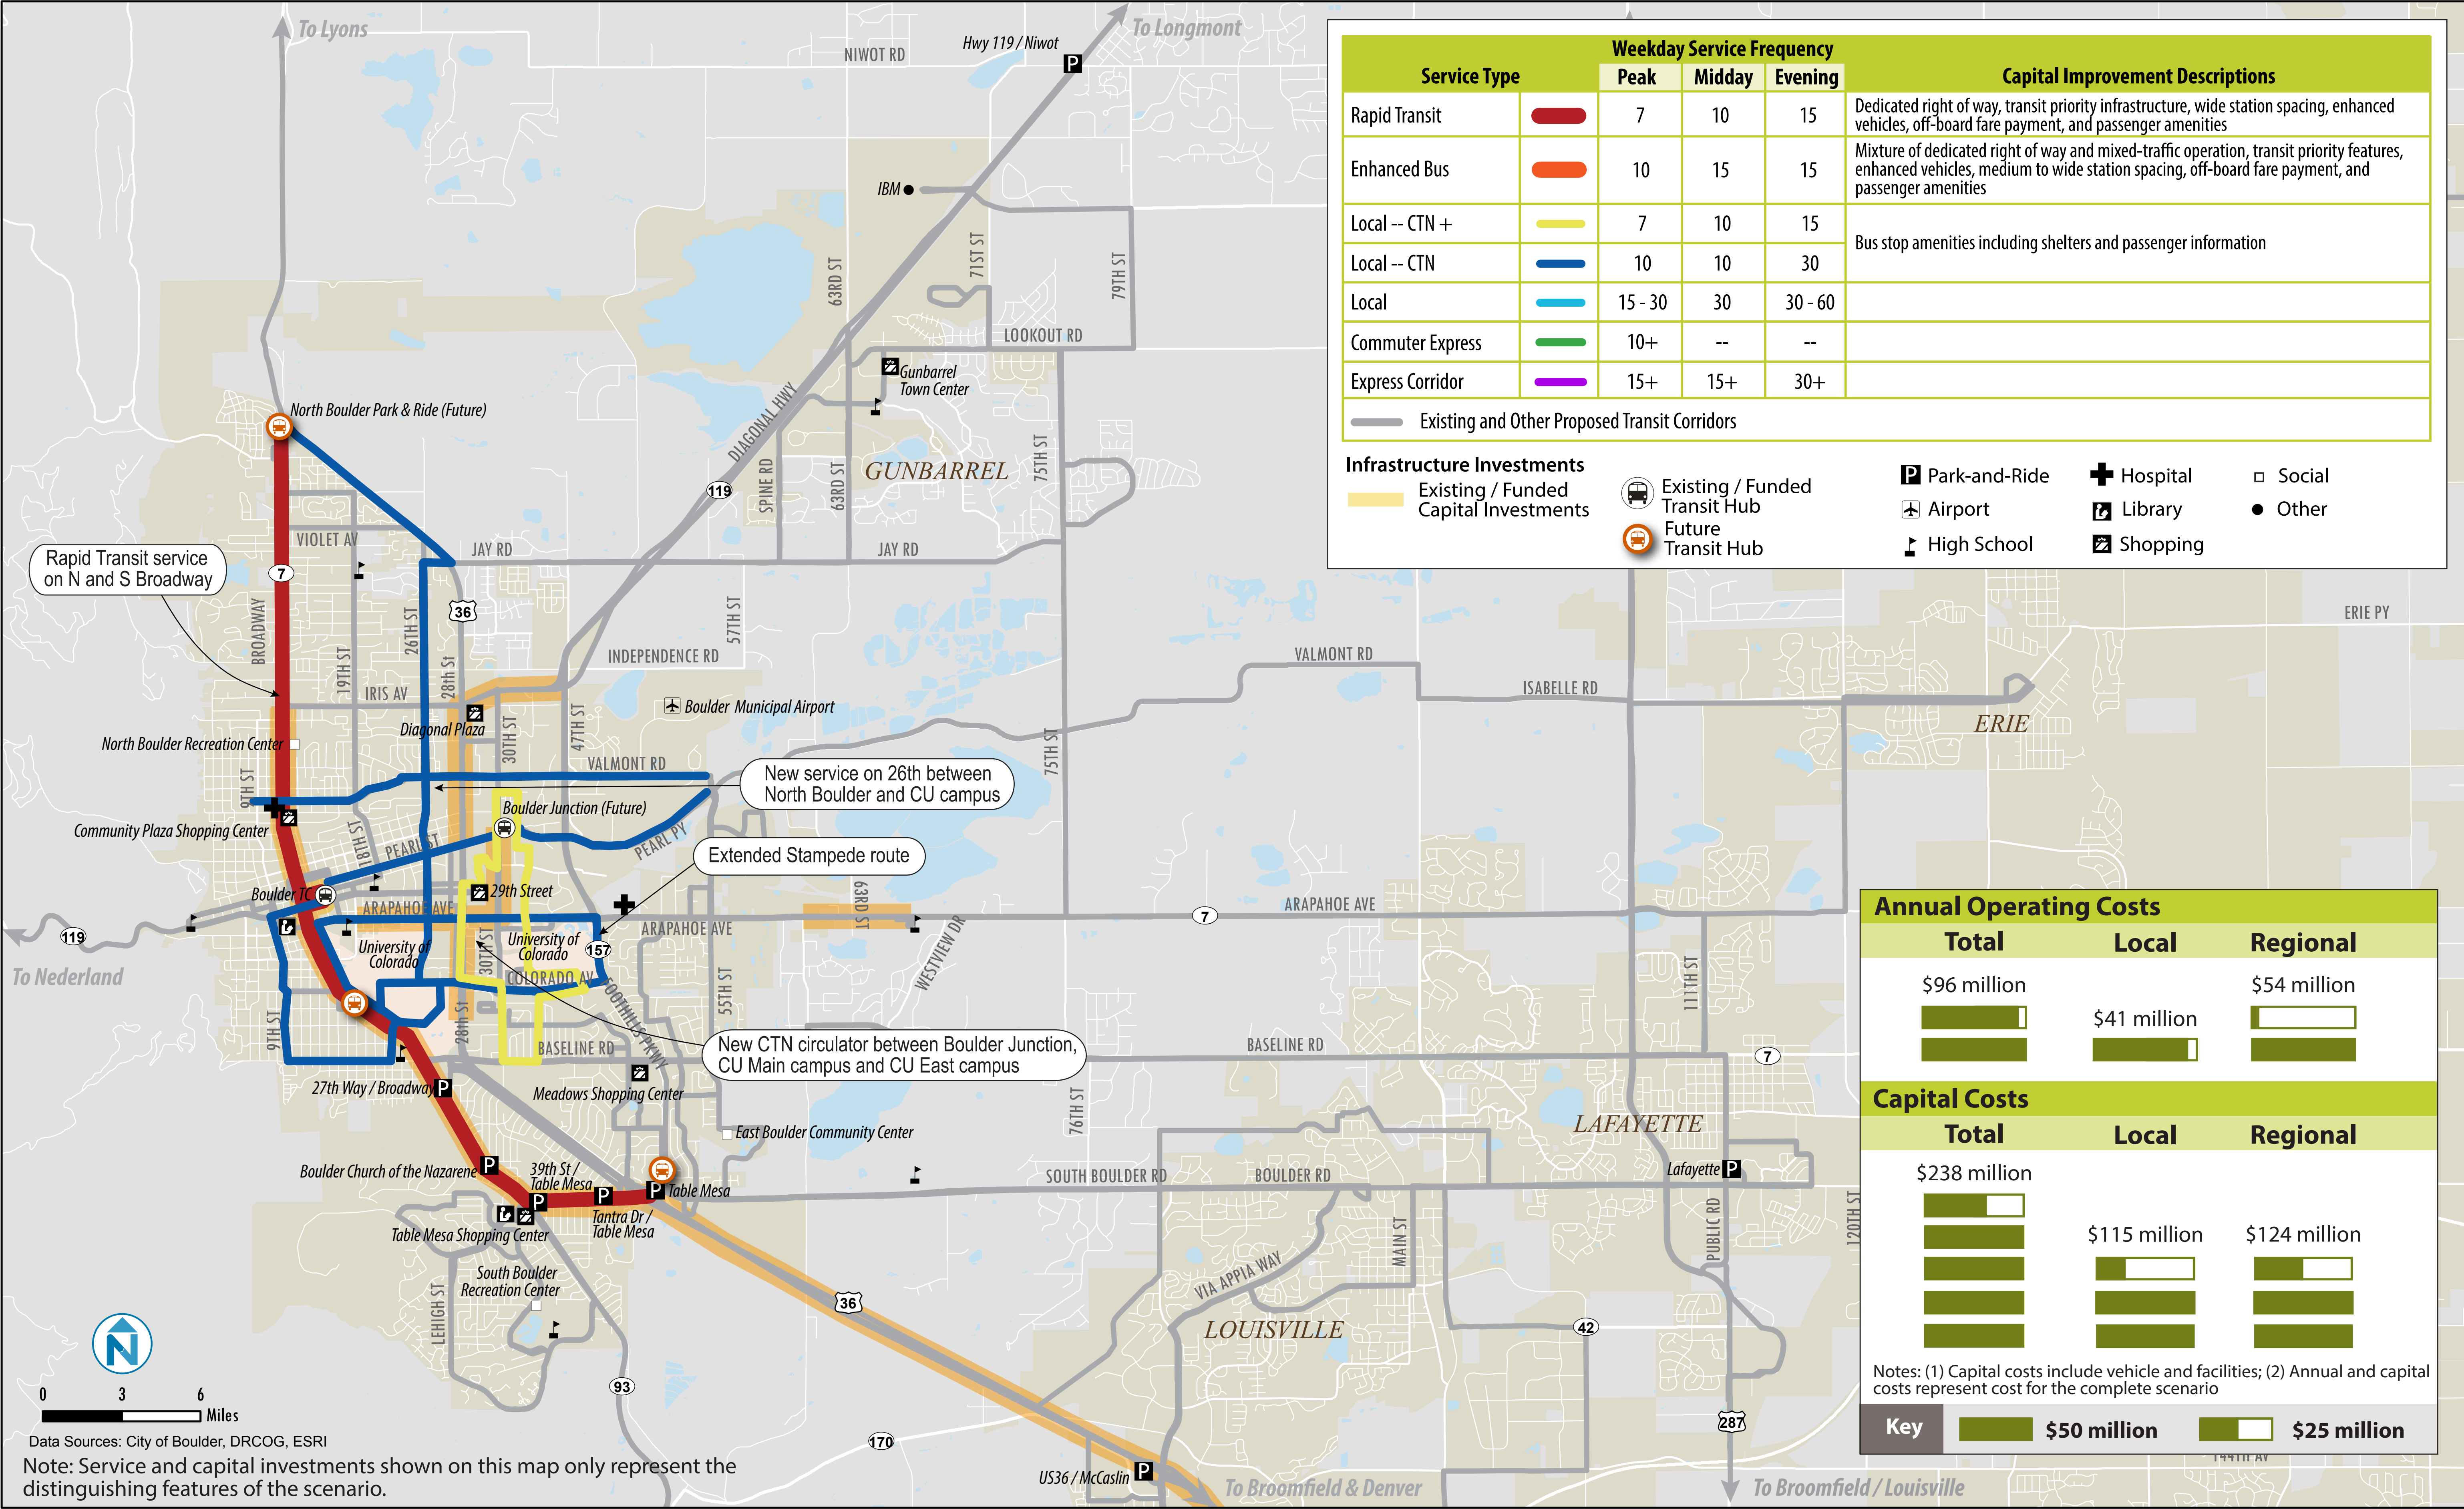 To Lyons
To Longmont
Hwy 119 / Niwot
NIWOT RD
IBM
63RD ST
71ST ST
79TH ST
LOOKOUT RD
Gunbarrel
Town Center
North Boulder Park & Ride (Future)
DIAGONAL HWY
GUNBARREL
119
SPINE RD
63RD ST
75TH ST
VIOLET AV
JAY RD
JAY RD
Rapid Transit service
on N and S Broadway
7
36
BROADWAY
19TH ST
26TH ST
28th St
57TH ST
INDEPENDENCE RD
VALMONT RD
ISABELLE RD
ERIE PY
ERIE
IRIS AV
Boulder Municipal Airport
Diagonal Plaza
30TH ST
47TH ST
North Boulder Recreation Center
75TH ST
VALMONT RD
9TH ST
New service on 26th between
North Boulder and CU campus
Boulder Junction (Future)
Community Plaza Shopping Center
18TH ST
PEARL ST
PEARL PY
Extended Stampede route
Boulder TC
29th Street
ARAPAHOE AVE
63RD ST
ARAPAHOE AVE
7
ARAPAHOE AVE
119
University of
Colorado
University of
Colorado
30TH ST
157
WESTVIEW DR
To Nederland
COLORADO AV
FOOTHILLS PKWY
55TH ST
111TH ST
9TH ST
28th St
BASELINE RD
New CTN circulator between Boulder Junction,
CU Main campus and CU East campus
BASELINE RD
7
27th Way / Broadway
Meadows Shopping Center
76TH ST
LAFAYETTE
East Boulder Community Center
Boulder Church of the Nazarene
39th St /
Table Mesa
Table Mesa
SOUTH BOULDER RD
BOULDER RD
Lafayette
Tantra Dr /
Table Mesa
Table Mesa Shopping Center
MAIN ST
PUBLIC RD
120TH ST
South Boulder
Recreation Center
LEHIGH ST
VIA APPIA WAY
36
LOUISVILLE
42
93
170
287
US36 / McCaslin
To Broomfield & Denver
To Broomfield / Louisville
144TH AV
N
0 3 6
Miles
Data Sources: City of Boulder, DRCOG, ESRI
Note: Service and capital investments shown on this map only represent the
distinguishing features of the scenario.
Weekday Service Frequency
Service Type Peak Midday Evening Capital Improvement Descriptions
Rapid Transit 7 10 15 Dedicated right of way, transit priority infrastructure, wide station spacing, enhanced
vehicles, off-board fare payment, and passenger amenities
Enhanced Bus 10 15 15 Mixture of dedicated right of way and mixed-traffic operation, transit priority features,
enhanced vehicles, medium to wide station spacing, off-board fare payment, and
passenger amenities
Local -- CTN + 7 10 15
Bus stop amenities including shelters and passenger information
Local -- CTN 10 10 30
Local 15 - 30 30 30 - 60
Commuter Express 10+ -- --
Express Corridor 15+ 15+ 30+
Existing and Other Proposed Transit Corridors
Infrastructure Investments
Existing / Funded
Capital Investments
Existing / Funded
Transit Hub
Future
Transit Hub
P Park-and-Ride
Airport
High School
Hospital
Library
Shopping
Social
Other
Annual Operating Costs
Total Local Regional
$96 million
$41 million
$54 million
Capital Costs
Total Local Regional
$238 million
$115 million
$124 million
Notes: (1) Capital costs include vehicle and facilities; (2) Annual and capital
costs represent cost for the complete scenario
Key $50 million $25 million